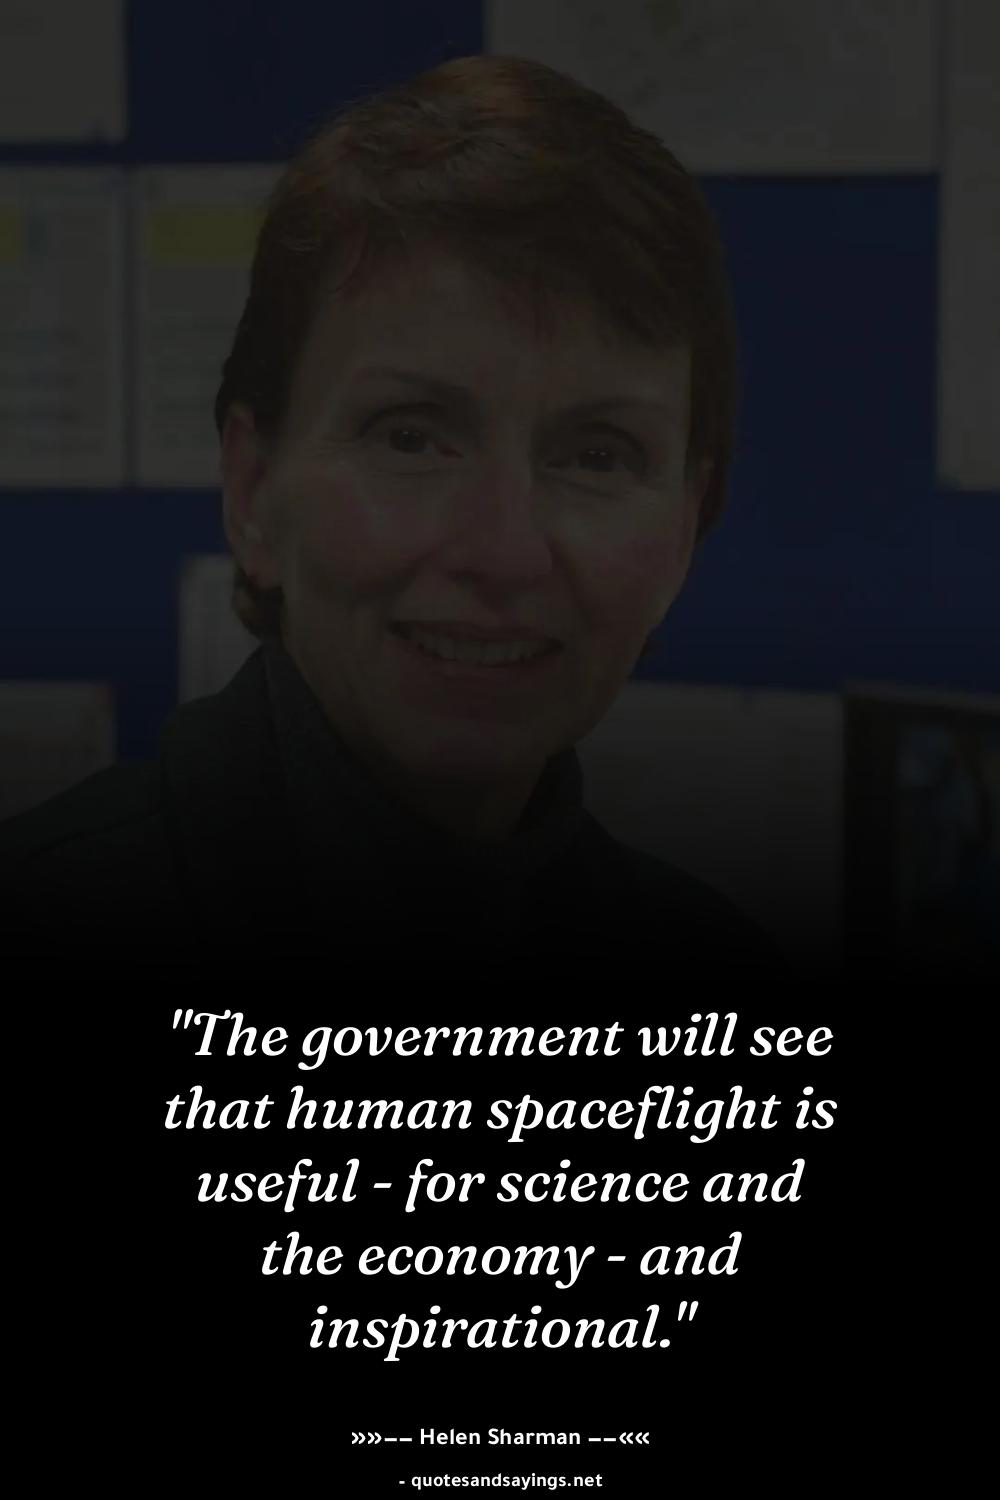 "The government will see
that human spaceflight is
useful - for science and
the economy - and
inspirational."
»»–– Helen Sharman ––««
- quotesandsayings.net